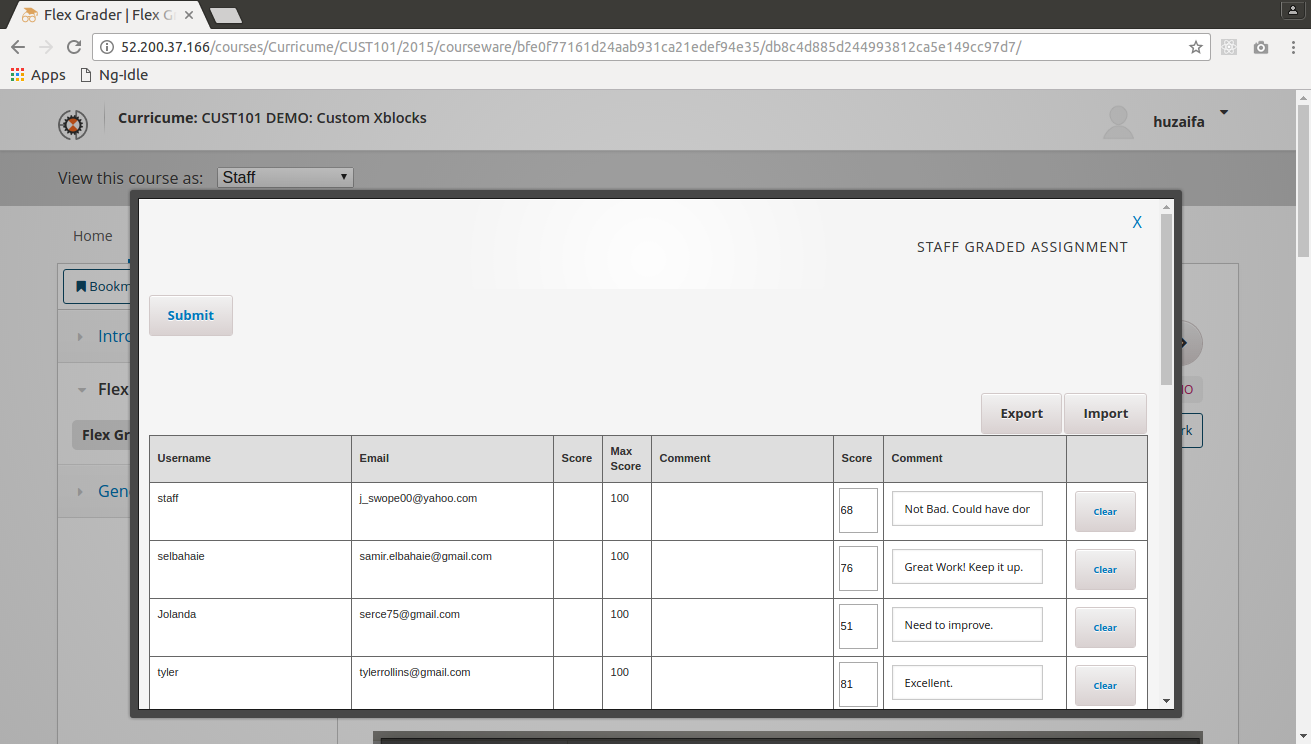 Flex Grader | Flex G
52.200.37.166/courses/Curricume/CUST101/2015/courseware/bfe0f77161d24aab931ca21edef94e35/db8c4d885d244993812ca5e149cc97d7/
Apps Ng-Idle
Curricume: CUST101 DEMO: Custom Xblocks
huzaifa
View this course as: Staff
Home
X
STAFF GRADED ASSIGNMENT
Bookm
Submit
Intro
Flex
Flex Gr
Gen
rk
Export Import
Username Email Score Max Score Comment Score Comment
staff j_swope00@yahoo.com 100 68 Not Bad. Could have dor Clear
selbahaie samir.elbahaie@gmail.com 100 76 Great Work! Keep it up. Clear
Jolanda serce75@gmail.com 100 51 Need to improve. Clear
tyler tylerrollins@gmail.com 100 81 Excellent. Clear